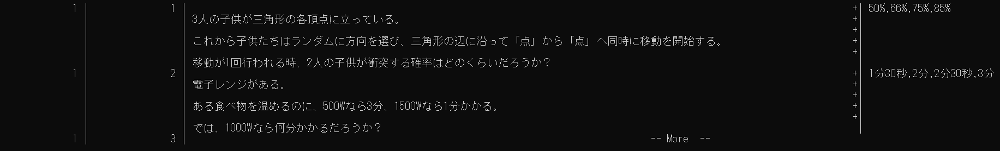 1 | 1 | + | 50%,66%,75%,85%
3人の子供が三角形の各頂点に立っている。 +
+
これから子供たちはランダムに方向を選び、三角形の辺に沿って「点」から「点」へ同時に移動を開始する。 +
+
移動が1回行われる時、2人の子供が衝突する確率はどのくらいだろうか？
1 | 2 | + | 1分30秒,2分,2分30秒,3分
電子レンジがある。 +
+
ある食べ物を温めるのに、500Wなら3分、1500Wなら1分かかる。 +
+
では、1000Wなら何分かかるだろうか？
1 | 3 | -- More --